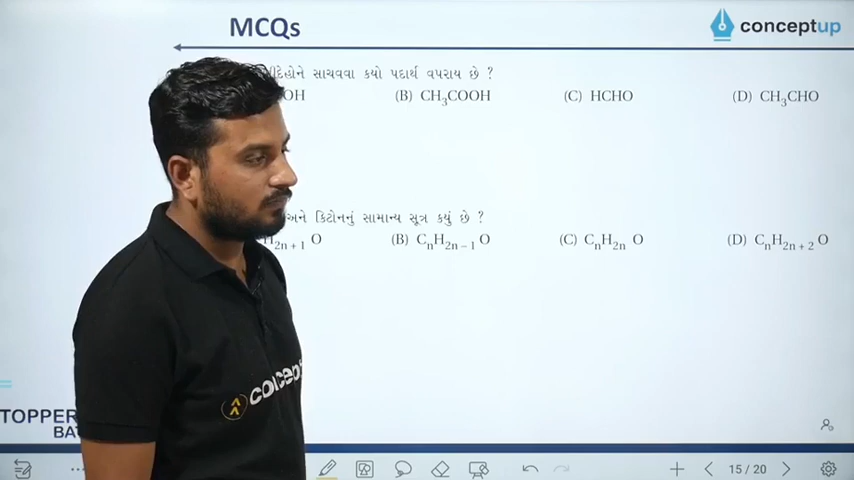 MCQs
conceptup
સાચવવા કયો પદાર્થ વપરાય છે ?
OH (B) CH3COOH (C) HCHO (D) CH3CHO
અને કિટોનનું સામાન્ય સૂત્ર કયું છે ?
H2n + 1 O (B) CnH2n − 1 O (C) CnH2n O (D) CnH2n + 2 O
TOPPER
BAT
15 / 20